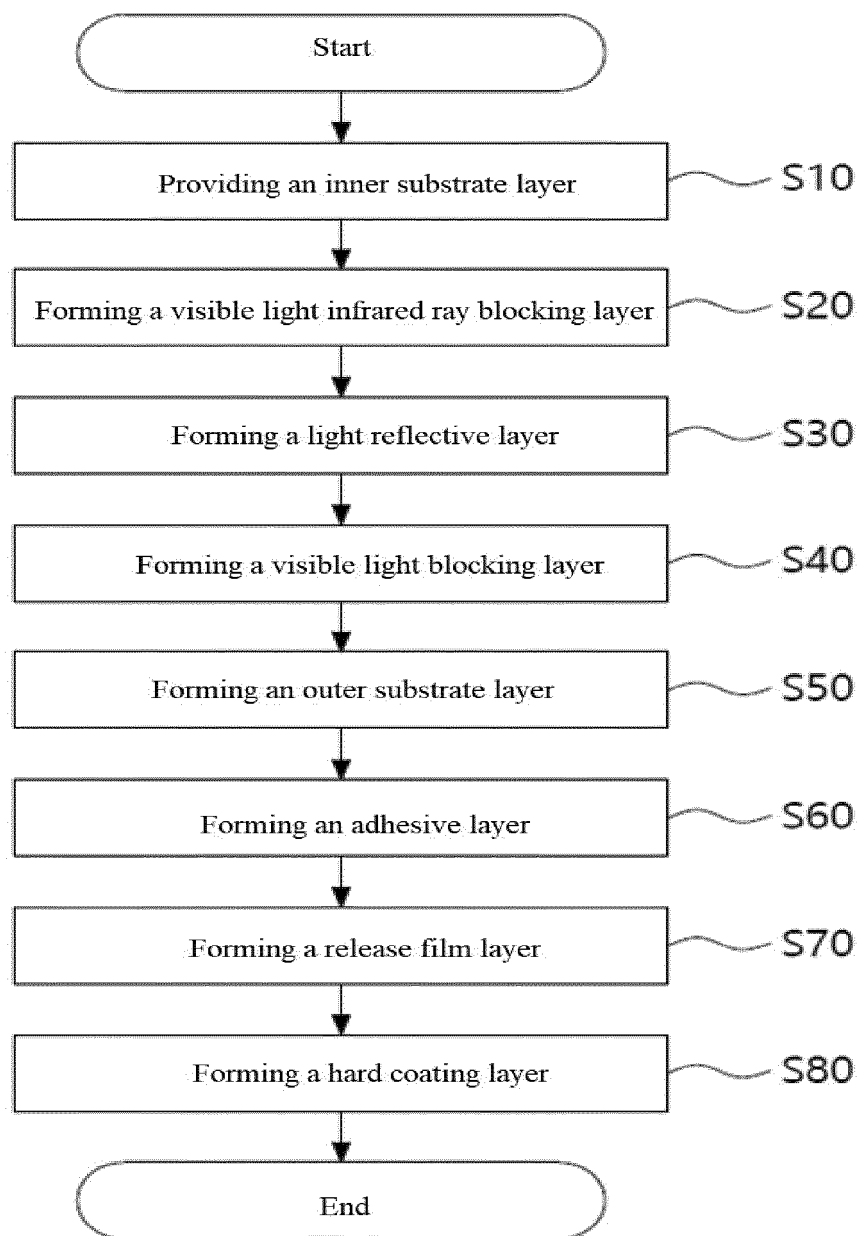 Start
Providing an inner substrate layer S10
Forming a visible light infrared ray blocking layer S20
Forming a light reflective layer S30
Forming a visible light blocking layer S40
Forming an outer substrate layer S50
Forming an adhesive layer S60
Forming a release film layer S70
Forming a hard coating layer S80
End